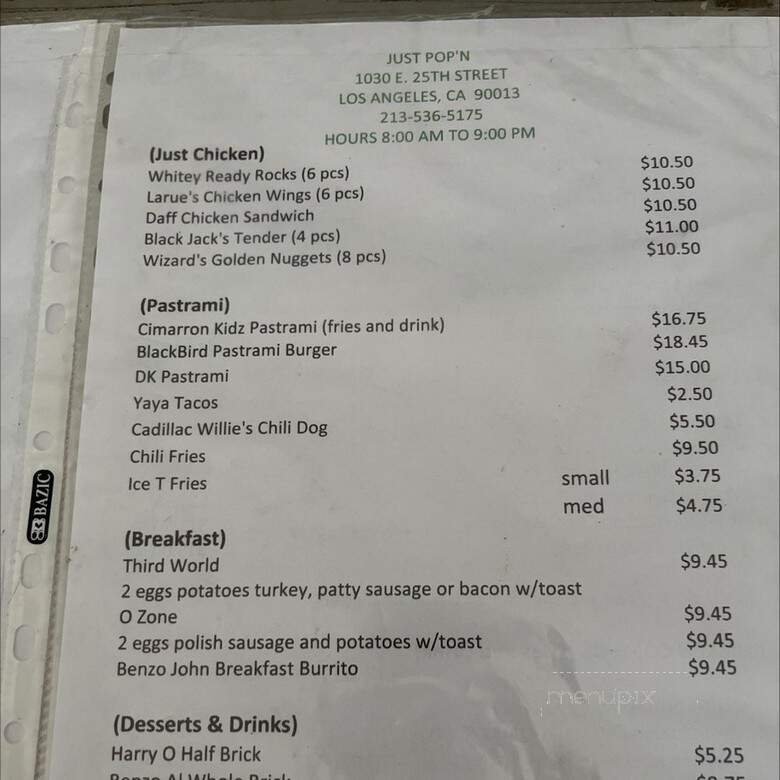 JUST POP'N
1030 E. 25TH STREET
LOS ANGELES, CA 90013
213-536-5175
HOURS 8:00 AM TO 9:00 PM
(Just Chicken)
Whitey Ready Rocks (6 pcs) $10.50
Larue's Chicken Wings (6 pcs) $10.50
Daff Chicken Sandwich $10.50
Black Jack's Tender (4 pcs) $11.00
Wizard's Golden Nuggets (8 pcs) $10.50
(Pastrami)
Cimarron Kidz Pastrami (fries and drink) $16.75
BlackBird Pastrami Burger $18.45
DK Pastrami $15.00
Yaya Tacos $2.50
Cadillac Willie's Chili Dog $5.50
Chili Fries $9.50
Ice T Fries small $3.75
med $4.75
(Breakfast)
Third World $9.45
2 eggs potatoes turkey, patty sausage or bacon w/toast
O Zone $9.45
2 eggs polish sausage and potatoes w/toast $9.45
Benzo John Breakfast Burrito $9.45
(Desserts & Drinks)
Harry O Half Brick $5.25
BAZIC
menupix